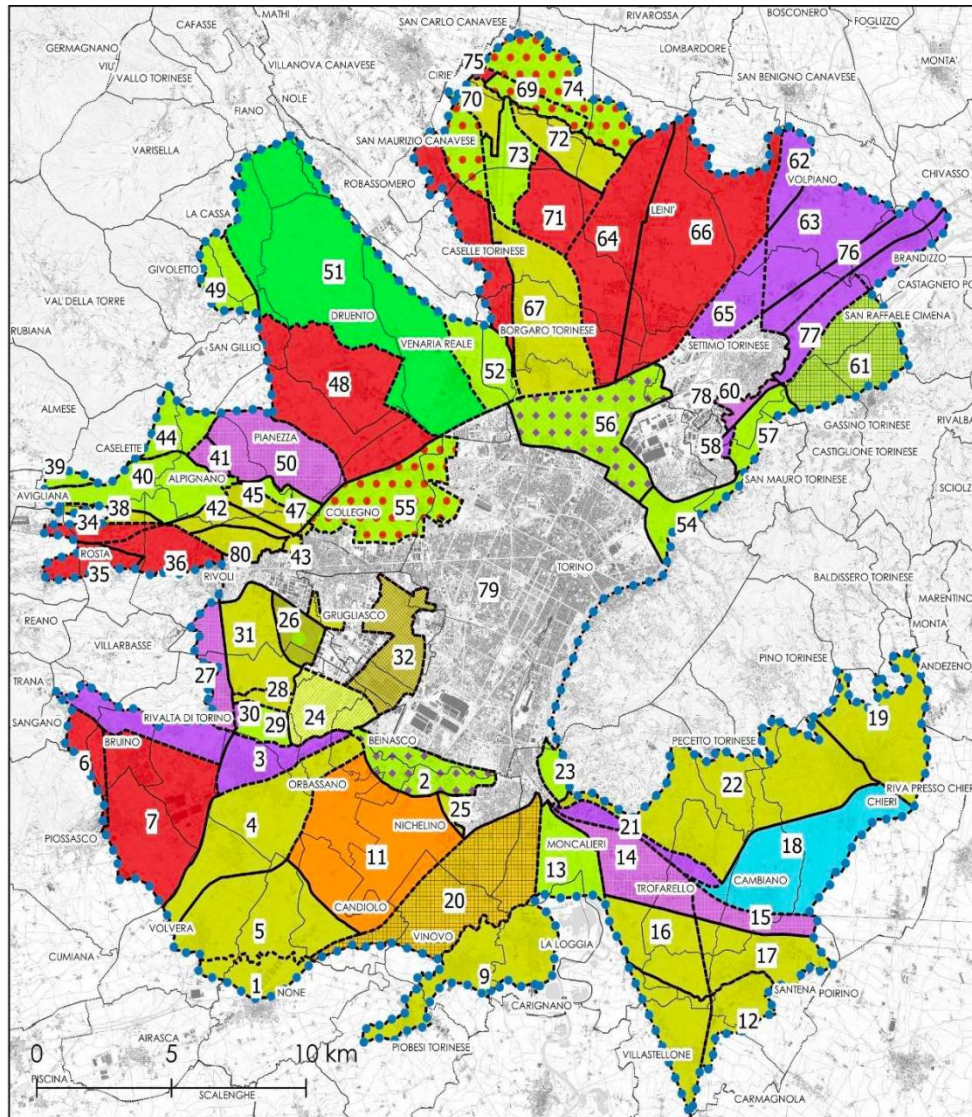 CAFASSE
MATHI
SAN CARLO CANAVESE
RIVAROSSA
BOSCONERO
FOGLIZZO
GERMAGNANO
VIU'
VALLO TORINESE
VILLANOVA CANAVESE
LOMBARDORE
MONTA'
NOLE
FIANO
CIRIE'
75
70
69
74
SAN BENIGNO CANAVESE
VARISELLA
SAN MAURIZIO CANAVESE
72
73
62
VOLPIANO
CHIVASSO
ROBASSOMERO
LA CASSA
71
64
LEINI'
66
63
76
BRANDIZZO
CASELLE TORINESE
GIVOLETTO
49
51
DRUENTO
67
65
CASTAGNETO PO
VAL DELLA TORRE
BORGARO TORINESE
SAN RAFFAELE CIMENA
RUBIANA
SAN GILLIO
VENARIA REALE
52
SETTIMO TORINESE
77
61
48
78
60
ALMESE
56
58
57
GASSINO TORINESE
RIVALBA
44
PIANEZZA
CASELETTE
41
50
CASTIGLIONE TORINESE
39
40
ALPIGNANO
45
SAN MAURO TORINESE
SCIOLZ
AVIGLIANA
38
42
47
COLLEGNO
55
54
34
ROSTA
36
80
43
35
RIVOLI
TORINO
79
BALDISSERO TORINESE
REANO
26
GRUGLIASCO
MARENTINO
31
MONTA'
VILLARBASSE
32
PINO TORINESE
ANDEZENO
TRANA
27
28
SANGANO
RIVALTA DI TORINO
30
29
24
19
6
BRUINO
3
BEINASCO
PECETTO TORINESE
2
23
22
RIVA PRESSO CHIERI
ORBASSANO
25
CHIERI
PIOSSASCO
7
4
NICHELINO
21
11
MONCALIERI
14
18
13
CAMBIANO
TROFARELLO
CANDIOLO
20
15
VOLVERA
5
VINOVO
16
CUMIANA
LA LOGGIA
17
1
NONE
9
SANTENA
POIRINO
CARIGNANO
12
AIRASCA
PIOBESI TORINESE
VILLASTELLONE
0 5 10 km
PISCINA
SCALENGHE
CARMAGNOLA